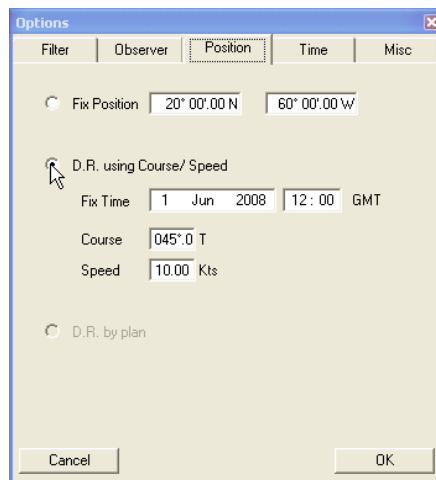 Options
Filter Observer Position Time Misc
Fix Position 20° 00'.00 N 60° 00'.00 W
D.R. using Course/ Speed
Fix Time 1 Jun 2008 12 : 00 GMT
Course 045°.0 T
Speed 10.00 Kts
D.R. by plan
Cancel OK